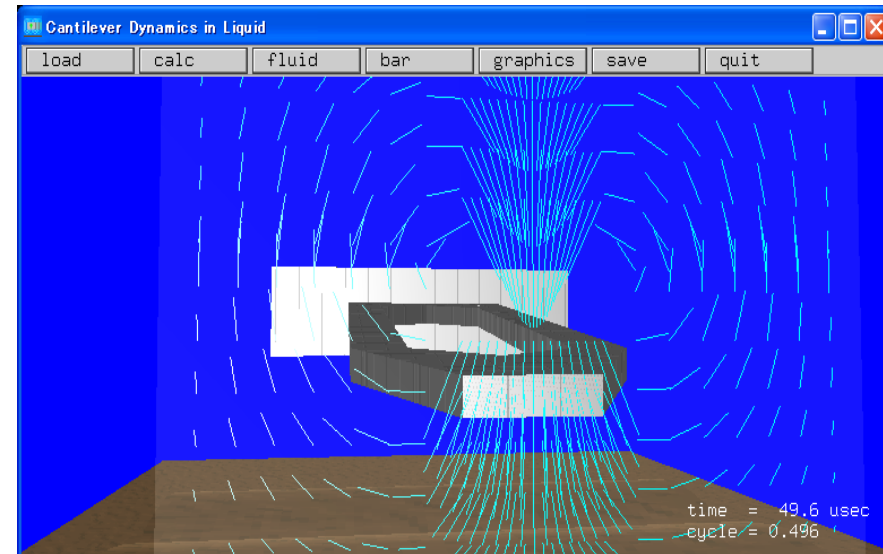 Cantilever Dynamics in Liquid
load calc fluid bar graphics save quit
time = 49.6 usec
cycle = 0.496